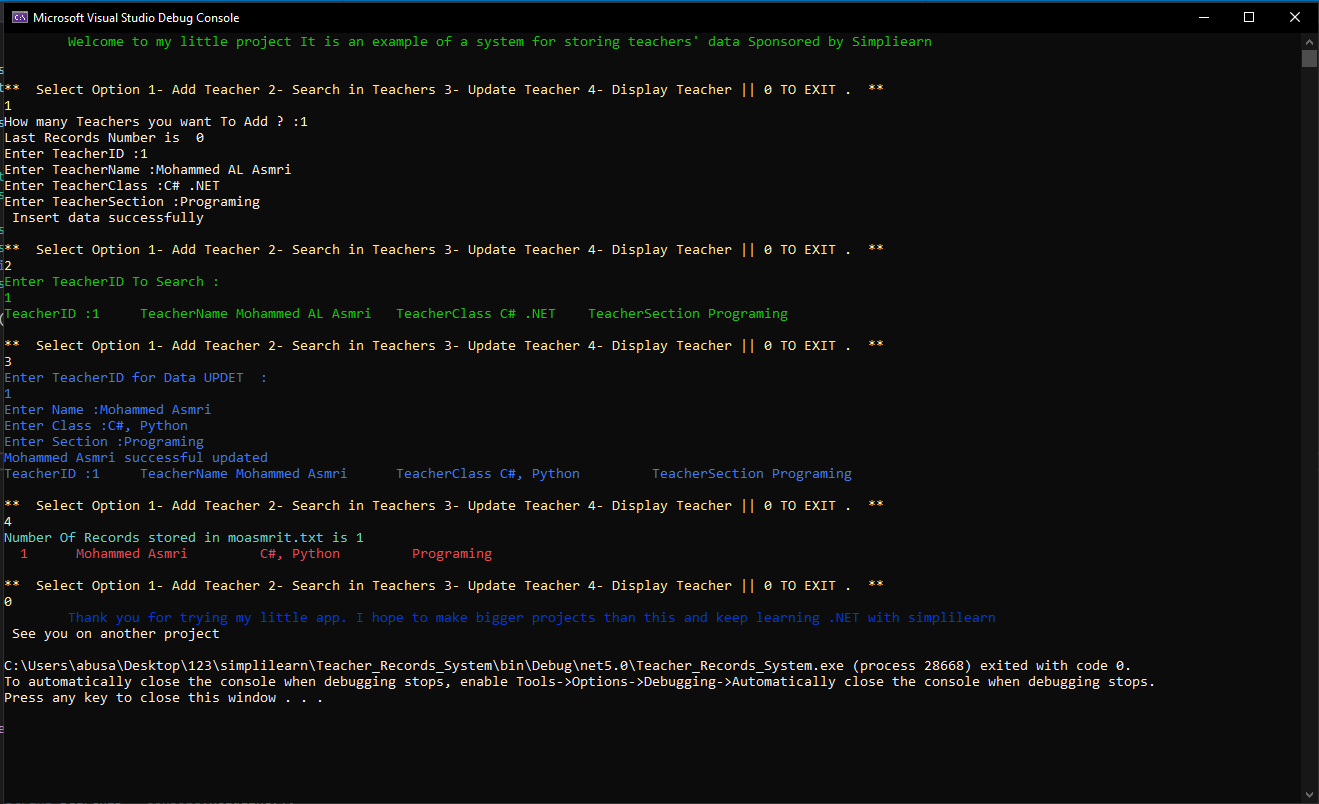 Microsoft Visual Studio Debug Console
Welcome to my little project It is an example of a system for storing teachers' data Sponsored by Simpliearn
** Select Option 1- Add Teacher 2- Search in Teachers 3- Update Teacher 4- Display Teacher || 0 TO EXIT . **
1
How many Teachers you want To Add ? :1
Last Records Number is 0
Enter TeacherID :1
Enter TeacherName :Mohammed AL Asmri
Enter TeacherClass :C# .NET
Enter TeacherSection :Programing
Insert data successfully
** Select Option 1- Add Teacher 2- Search in Teachers 3- Update Teacher 4- Display Teacher || 0 TO EXIT . **
2
Enter TeacherID To Search :
1
TeacherID :1 TeacherName Mohammed AL Asmri TeacherClass C# .NET TeacherSection Programing
** Select Option 1- Add Teacher 2- Search in Teachers 3- Update Teacher 4- Display Teacher || 0 TO EXIT . **
3
Enter TeacherID for Data UPDET :
1
Enter Name :Mohammed Asmri
Enter Class :C#, Python
Enter Section :Programing
Mohammed Asmri successful updated
TeacherID :1 TeacherName Mohammed Asmri TeacherClass C#, Python TeacherSection Programing
** Select Option 1- Add Teacher 2- Search in Teachers 3- Update Teacher 4- Display Teacher || 0 TO EXIT . **
4
Number Of Records stored in moasmrit.txt is 1
1 Mohammed Asmri C#, Python Programing
** Select Option 1- Add Teacher 2- Search in Teachers 3- Update Teacher 4- Display Teacher || 0 TO EXIT . **
0
Thank you for trying my little app. I hope to make bigger projects than this and keep learning .NET with simplilearn
See you on another project
C:\Users\abusa\Desktop\123\simplilearn\Teacher_Records_System\bin\Debug\net5.0\Teacher_Records_System.exe (process 28668) exited with code 0.
To automatically close the console when debugging stops, enable Tools->Options->Debugging->Automatically close the console when debugging stops.
Press any key to close this window . . .